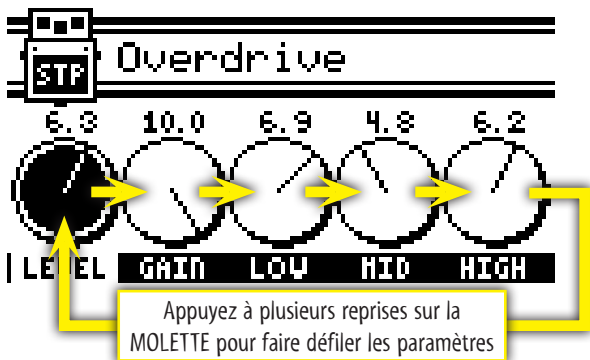 STP Overdrive
6.3 10.0 6.9 4.8 6.2
LEVEL GAIN LOW MID HIGH
Appuyez à plusieurs reprises sur la
MOLETTE pour faire défiler les paramètres